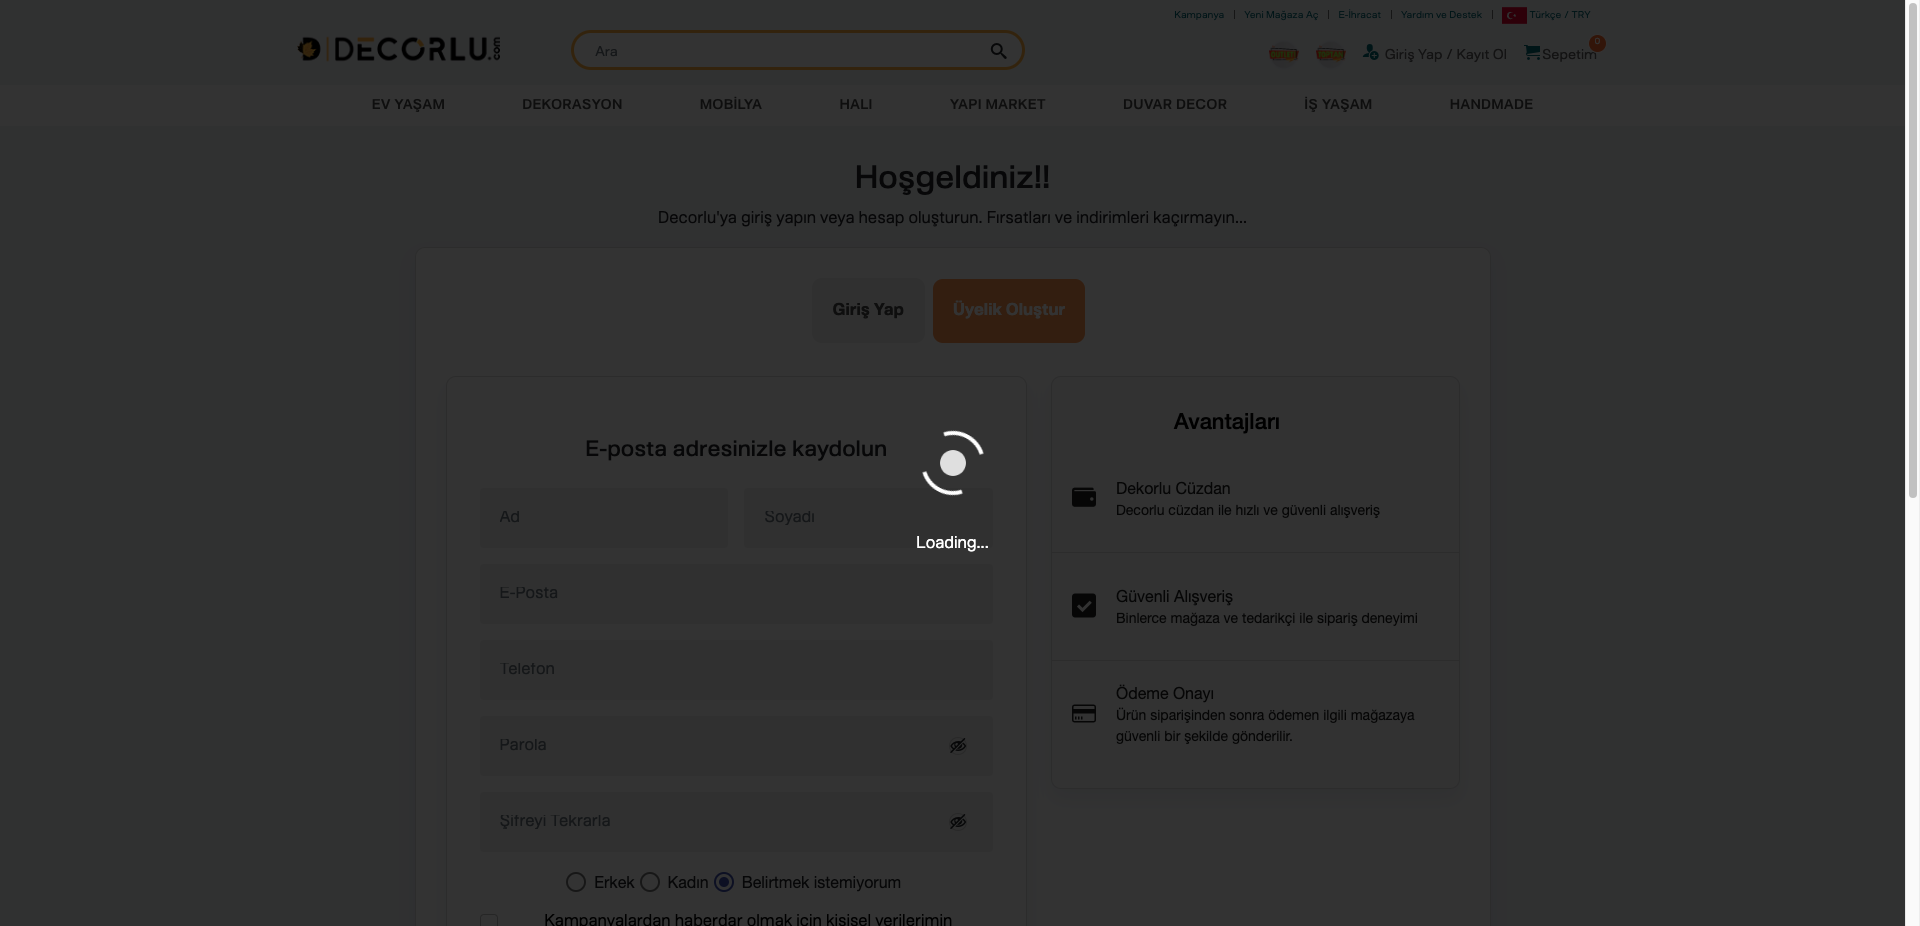 Kampanya | Yeni Mağaza Aç | E-İhracat | Yardım ve Destek | Türkçe / TRY
DECORLU.com
Ara
Giriş Yap / Kayıt Ol
Sepetim
0
EV YAŞAM DEKORASYON MOBİLYA HALI YAPI MARKET DUVAR DECOR İŞ YAŞAM HANDMADE
Hoşgeldiniz!!
Decorlu'ya giriş yapın veya hesap oluşturun. Fırsatları ve indirimleri kaçırmayın...
Giriş Yap
Üyelik Oluştur
E-posta adresinizle kaydolun
Ad
Soyadı
E-Posta
Telefon
Parola
Şifreyi Tekrarla
Erkek
Kadın
Belirtmek istemiyorum
Kampanyalardan haberdar olmak için kişisel verilerimin
Loading...
Avantajları
Dekorlu Cüzdan
Decorlu cüzdan ile hızlı ve güvenli alışveriş
Güvenli Alışveriş
Binlerce mağaza ve tedarikçi ile sipariş deneyimi
Ödeme Onayı
Ürün siparişinden sonra ödemen ilgili mağazaya
güvenli bir şekilde gönderilir.